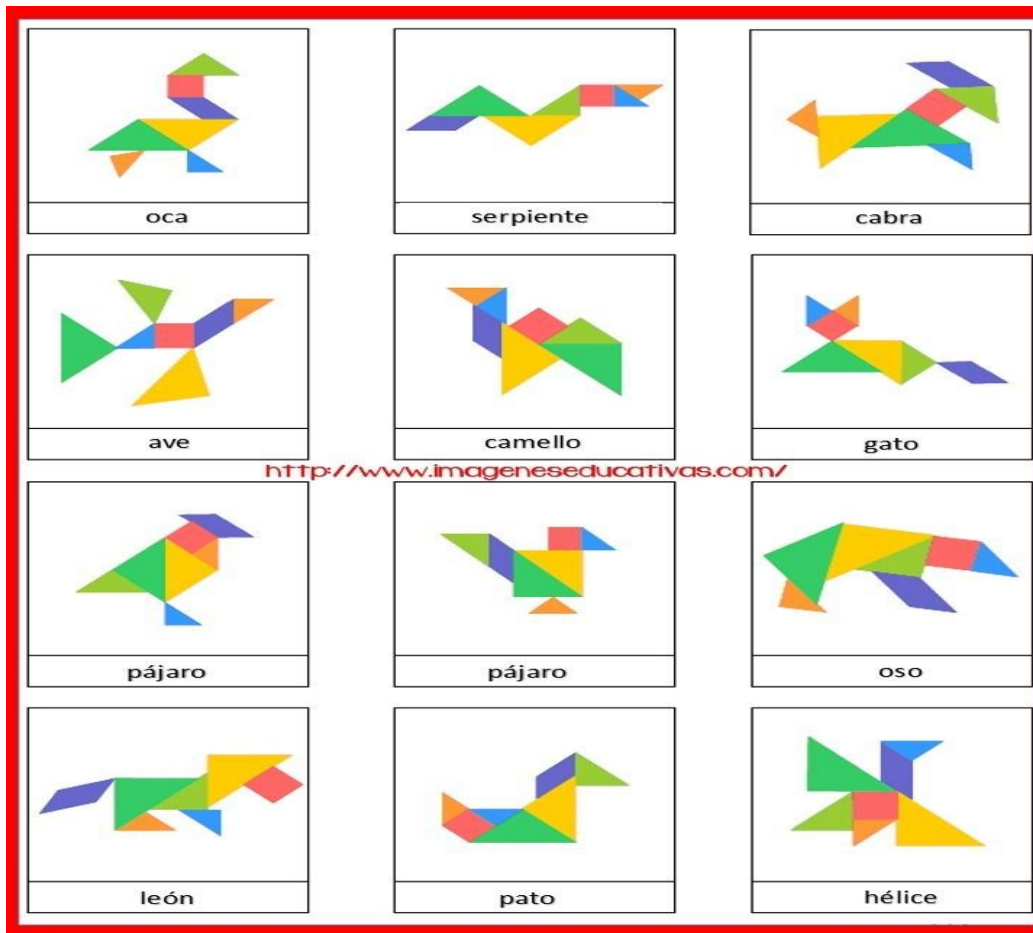 oca
serpiente
cabra
ave
camello
gato
http://www.imageneseducativas.com/
pájaro
pájaro
oso
león
pato
hélice